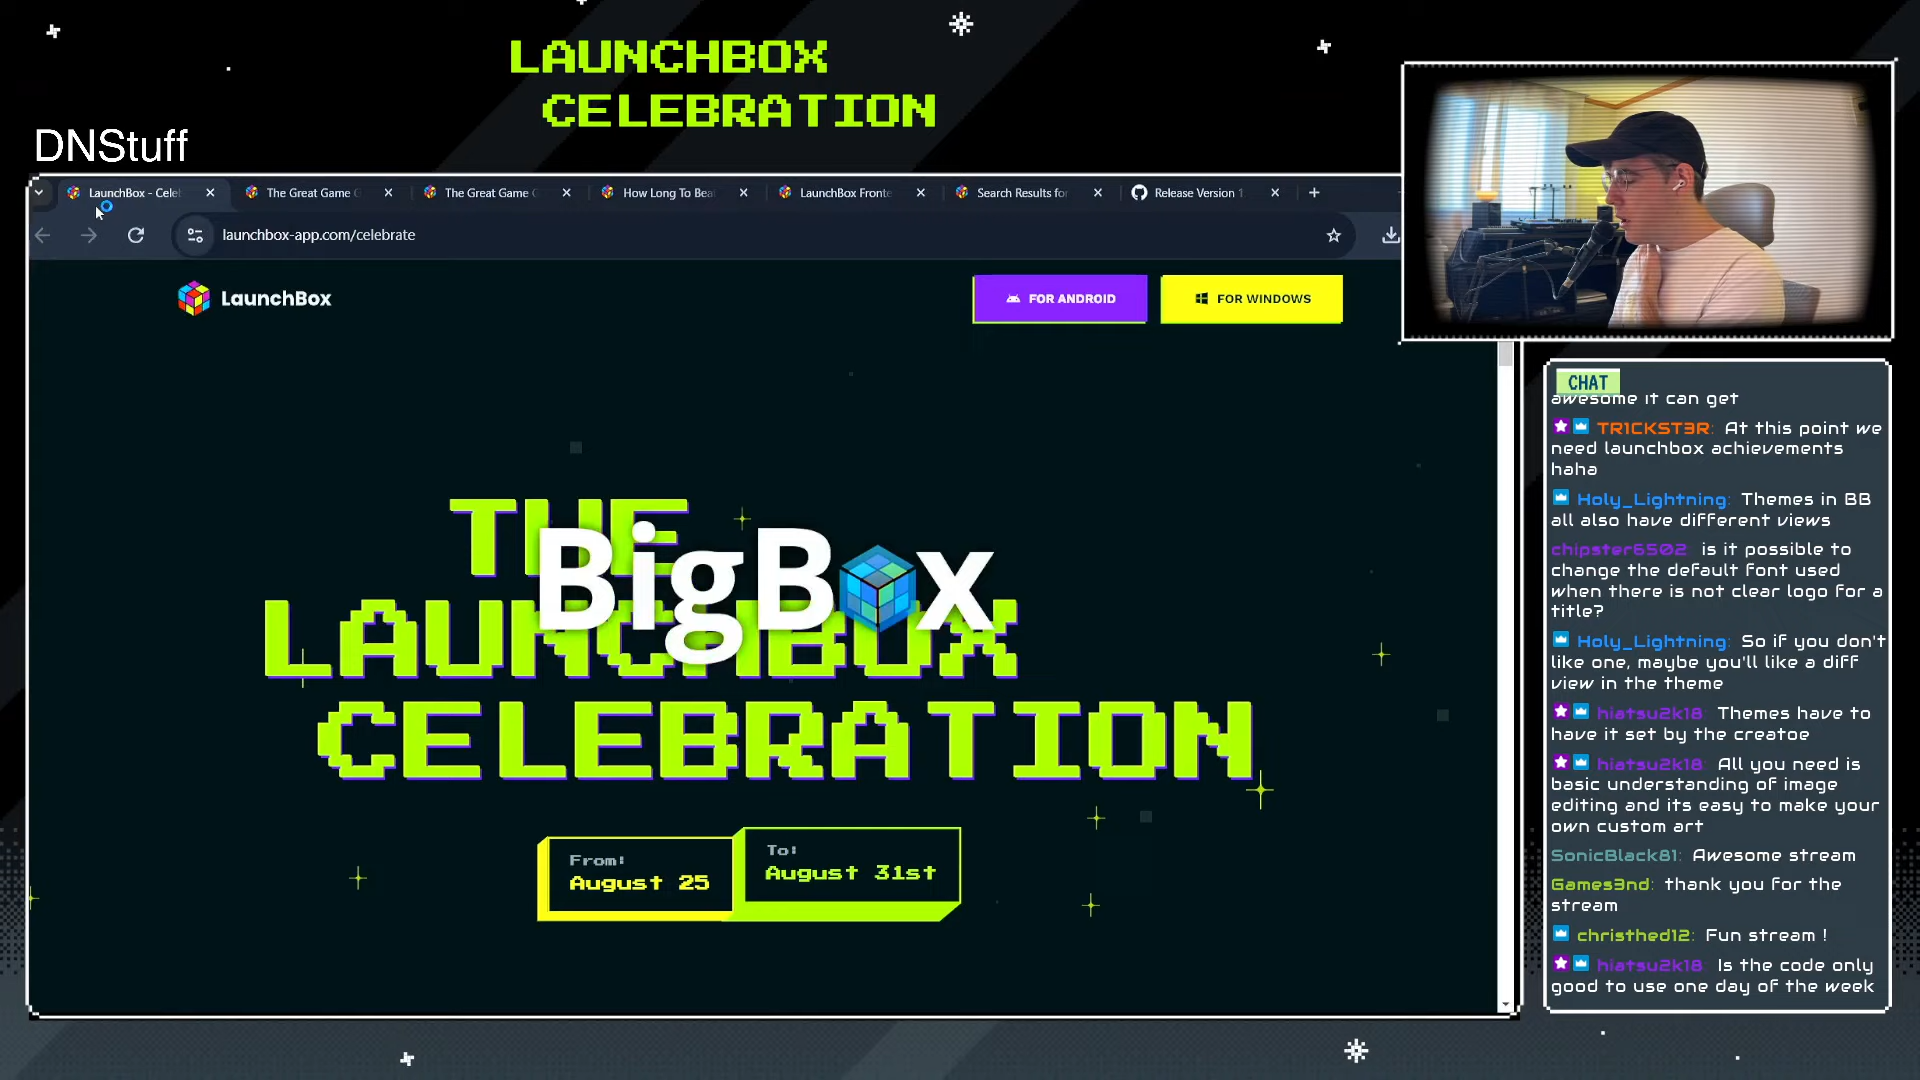 LAUNCHBOX
CELEBRATION
DNStuff
LaunchBox - Celeb
The Great Game
The Great Game
How Long To Beat
LaunchBox Fronte
Search Results for
Release Version 1
launchbox-app.com/celebrate
LaunchBox
FOR ANDROID
FOR WINDOWS
THE
BigBox
LAUNCHBOX
CELEBRATION
From:
August 25
To:
August 31st
CHAT
awesome it can get
TR1CKST3R: At this point we
need launchbox achievements
haha
Holy_Lightning: Themes in BB
all also have different views
chipster6502: is it possible to
change the default font used
when there is not clear logo for a
title?
Holy_Lightning: So if you don't
like one, maybe you'll like a diff
view in the theme
hiatsu2k18: Themes have to
have it set by the creatoe
hiatsu2k18: All you need is
basic understanding of image
editing and its easy to make your
own custom art
SonicBlack81: Awesome stream
Games3nd: thank you for the
stream
christhed12: Fun stream !
hiatsu2k18: Is the code only
good to use one day of the week